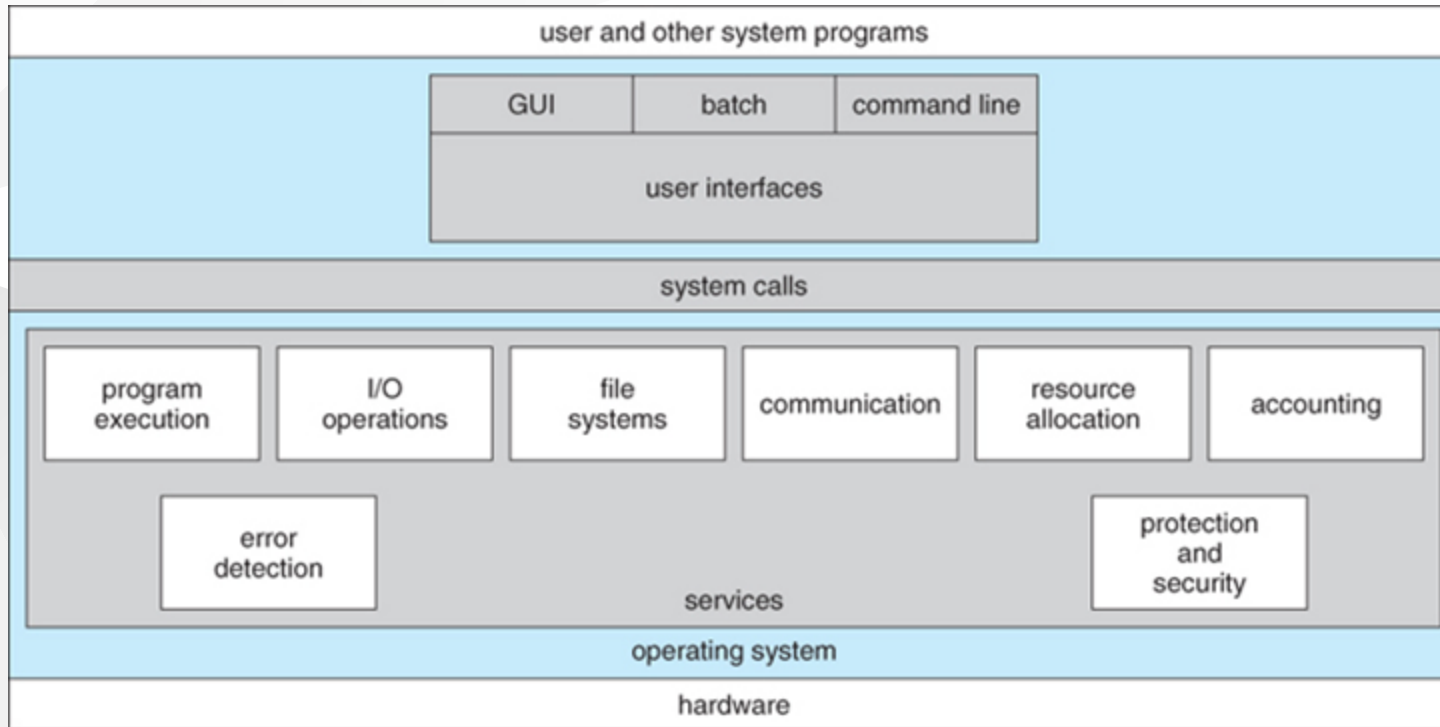 user and other system programs
GUI
batch
command line
user interfaces
system calls
program
execution
I/O
operations
file
systems
communication
resource
allocation
accounting
error
detection
protection
and
security
services
operating system
hardware